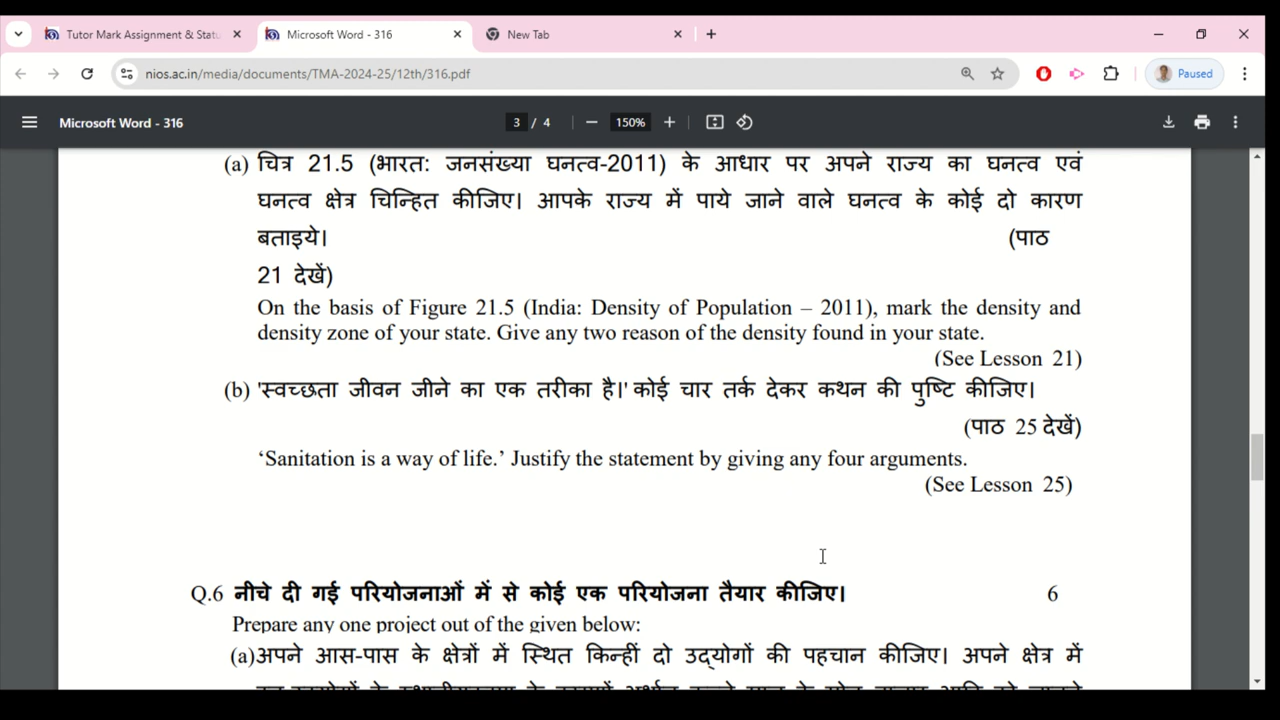 Tutor Mark Assignment & Statu
Microsoft Word - 316
New Tab
nios.ac.in/media/documents/TMA-2024-25/12th/316.pdf
Paused
Microsoft Word - 316
3 / 4
150%
(a) चित्र 21.5 (भारत: जनसंख्या घनत्व-2011) के आधार पर अपने राज्य का घनत्व एवं
घनत्व क्षेत्र चिन्हित कीजिए। आपके राज्य में पाये जाने वाले घनत्व के कोई दो कारण
बताइये। (पाठ
21 देखें)
On the basis of Figure 21.5 (India: Density of Population – 2011), mark the density and
density zone of your state. Give any two reason of the density found in your state.
(See Lesson 21)
(b) 'स्वच्छता जीवन जीने का एक तरीका है।' कोई चार तर्क देकर कथन की पुष्टि कीजिए।
(पाठ 25 देखें)
‘Sanitation is a way of life.’ Justify the statement by giving any four arguments.
(See Lesson 25)
Q.6 नीचे दी गई परियोजनाओं में से कोई एक परियोजना तैयार कीजिए। 6
Prepare any one project out of the given below:
(a)अपने आस-पास के क्षेत्रों में स्थित किन्हीं दो उद्योगों की पहचान कीजिए। अपने क्षेत्र में